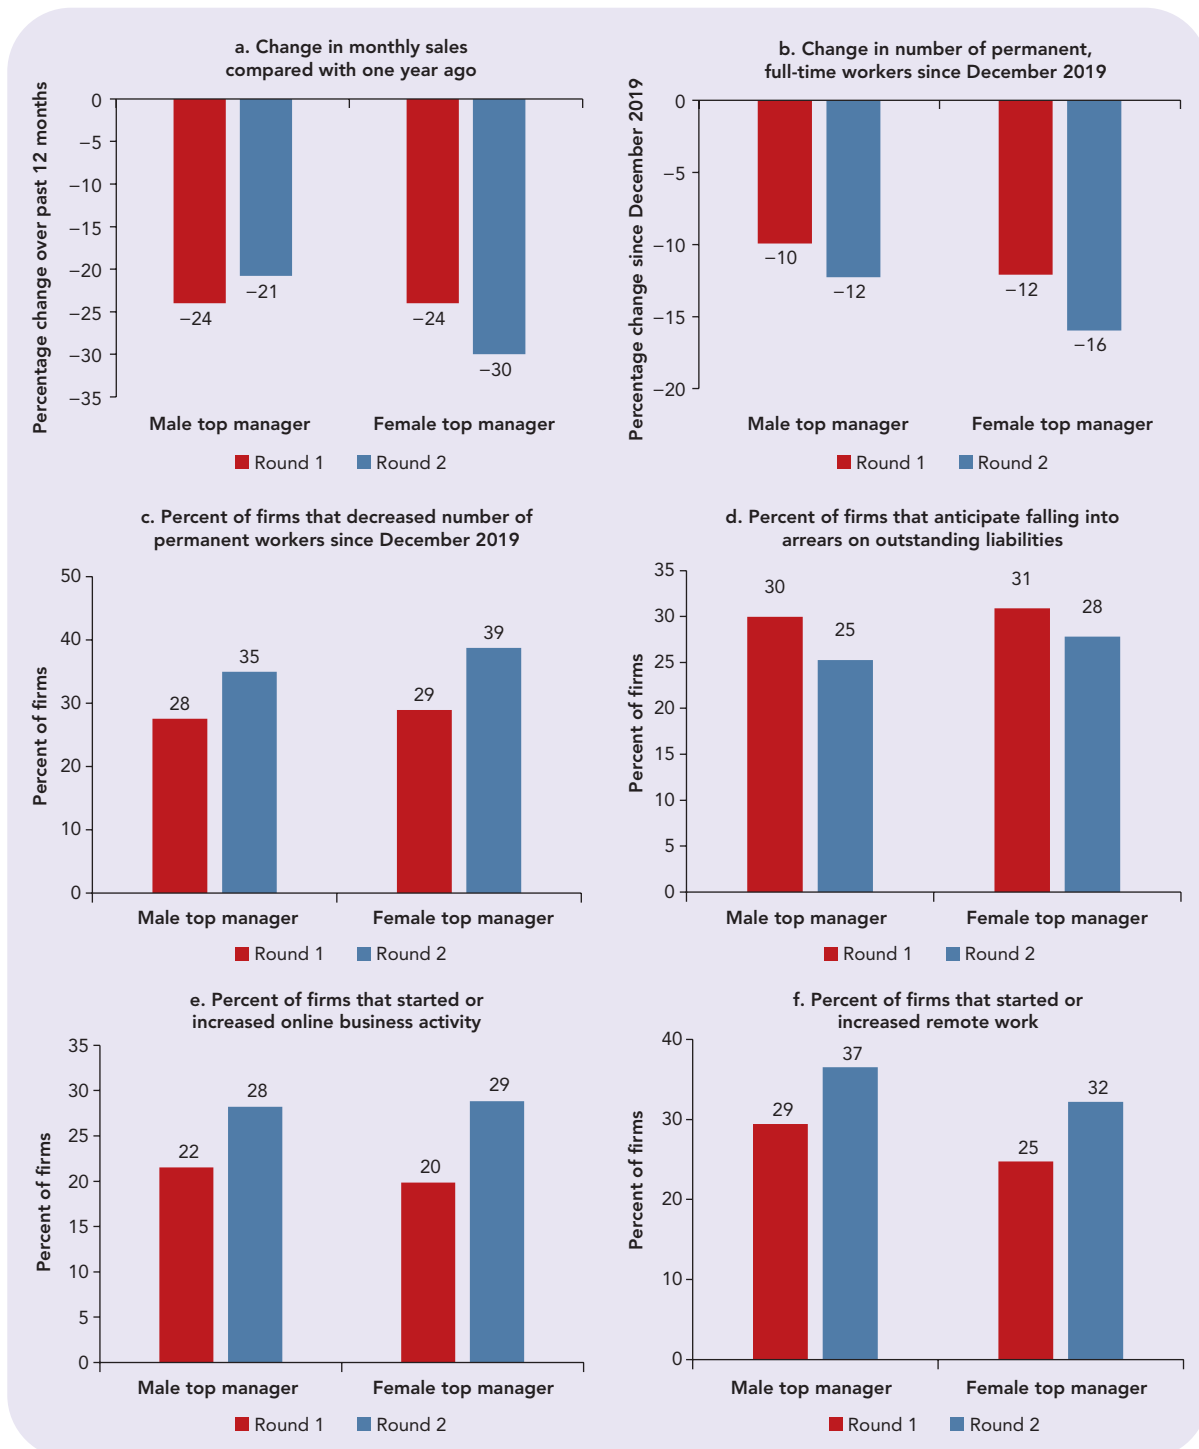 a. Change in monthly sales
compared with one year ago
Percentage change over past 12 months
0
−5
−10
−15
−20
−25
−30
−35
−24
−21
−24
−30
Male top manager
Female top manager
Round 1
Round 2
b. Change in number of permanent,
full-time workers since December 2019
Percentage change since December 2019
0
−5
−10
−15
−20
−10
−12
−12
−16
Male top manager
Female top manager
Round 1
Round 2
c. Percent of firms that decreased number of
permanent workers since December 2019
Percent of firms
50
40
30
20
10
0
28
35
29
39
Male top manager
Female top manager
Round 1
Round 2
d. Percent of firms that anticipate falling into
arrears on outstanding liabilities
Percent of firms
35
30
25
20
15
10
5
0
30
25
31
28
Male top manager
Female top manager
Round 1
Round 2
e. Percent of firms that started or
increased online business activity
Percent of firms
35
30
25
20
15
10
5
0
22
28
20
29
Male top manager
Female top manager
Round 1
Round 2
f. Percent of firms that started or
increased remote work
Percent of firms
40
30
20
10
0
29
37
25
32
Male top manager
Female top manager
Round 1
Round 2